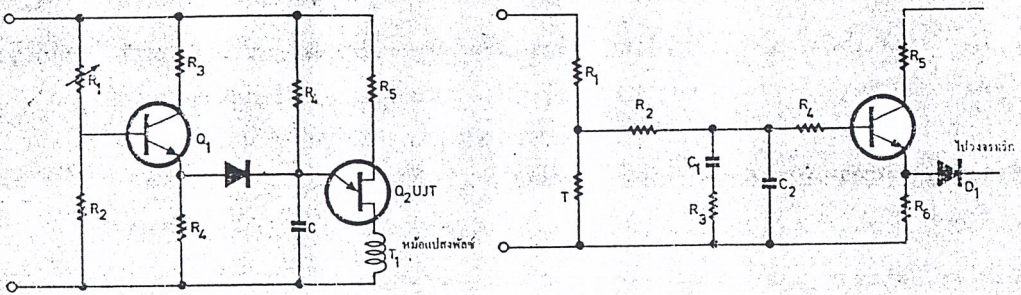 R1
R2
R3
Q1
R4
R4
R5
C
Q2 UJT
T1
หม้อแปลงพัลซ์
R1
T
R2
C1
R3
C2
R4
R5
R6
D1
ไปวงจรทริก